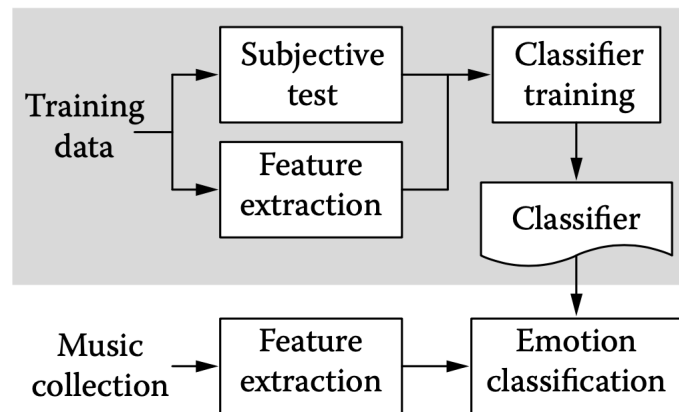 Subjective
test
Classifier
training
Training
data
Feature
extraction
Classifier
Music
collection
Feature
extraction
Emotion
classification